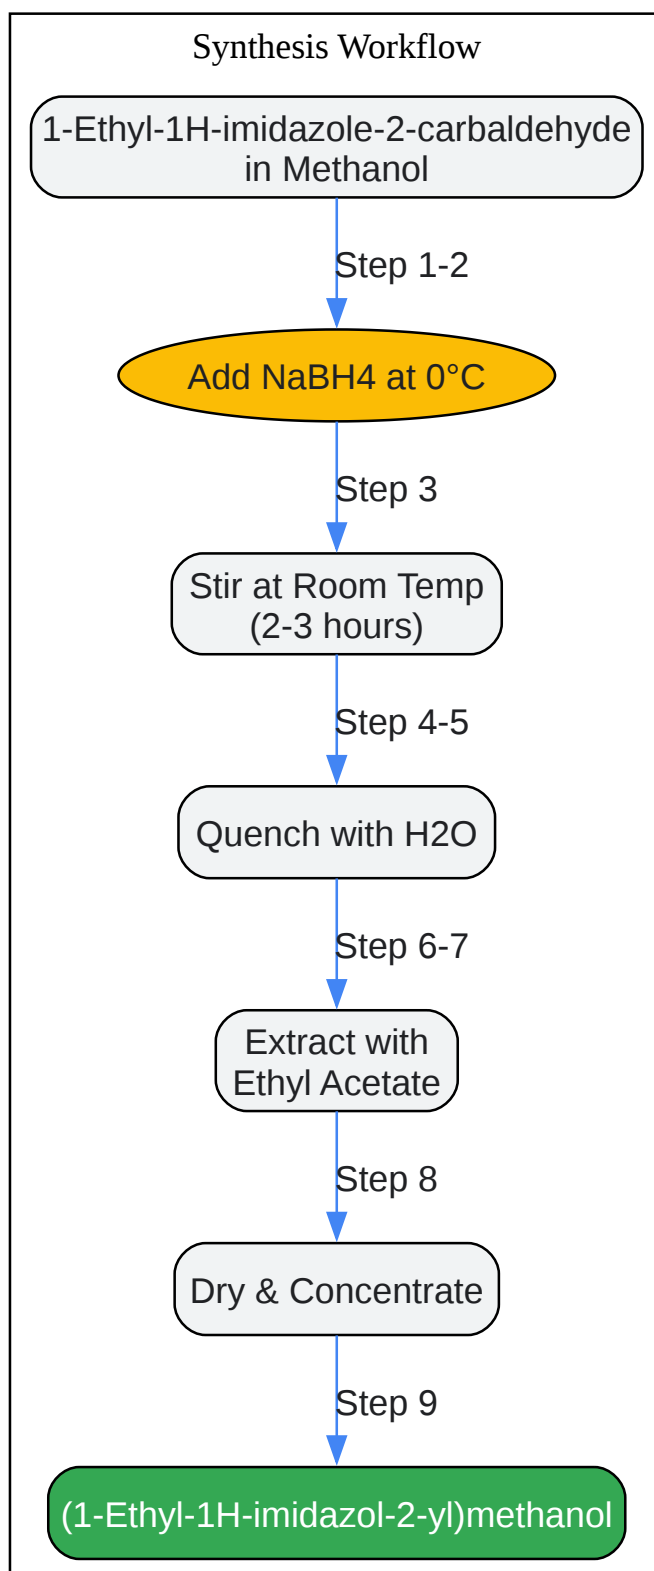 Synthesis Workflow
1-Ethyl-1H-imidazole-2-carbaldehyde
in Methanol
Step 1-2
Add NaBH4 at 0°C
Step 3
Stir at Room Temp
(2-3 hours)
Step 4-5
Quench with H2O
Step 6-7
Extract with
Ethyl Acetate
Step 8
Dry & Concentrate
Step 9
(1-Ethyl-1H-imidazol-2-yl)methanol